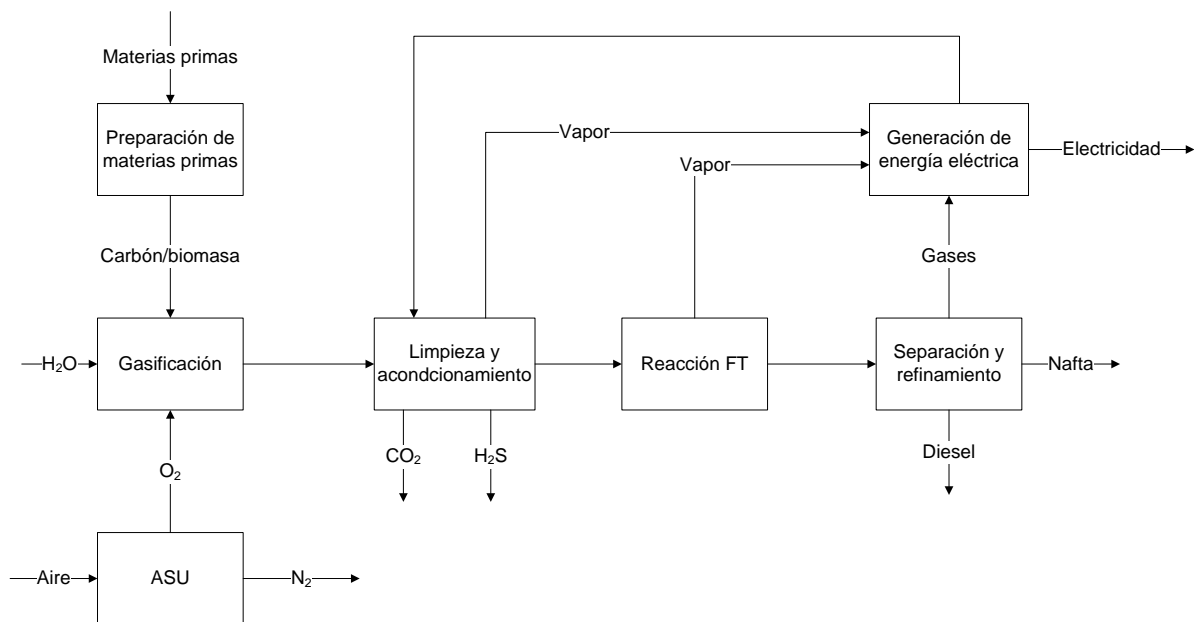 Materias primas
Preparación de
materias primas
Vapor
Generación de
energía eléctrica
Electricidad
Vapor
Carbón/biomasa
Gases
H₂O
Gasificación
Limpieza y
acondcionamiento
Reacción FT
Separación y
refinamiento
Nafta
O₂
CO₂
H₂S
Diesel
Aire
ASU
N₂